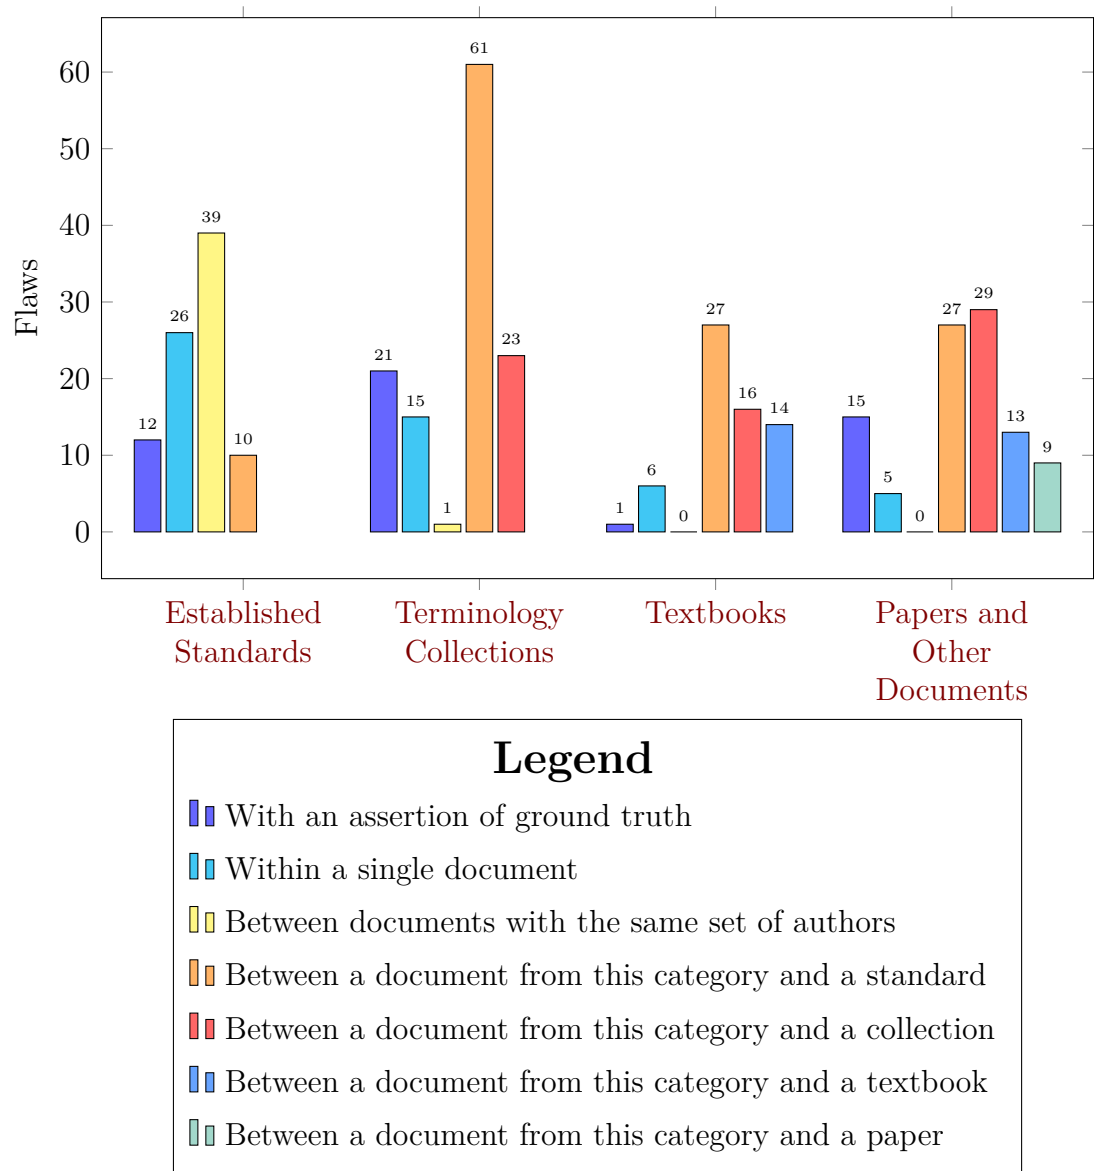 61
60
50
39
40
29
30
27
27
26
23
21
20
16
15
15
14
13
12
10
10
9
6
5
1
1
0
0
0
Flaws
Established
Standards
Terminology
Collections
Textbooks
Papers and
Other
Documents
Legend
With an assertion of ground truth
Within a single document
Between documents with the same set of authors
Between a document from this category and a standard
Between a document from this category and a collection
Between a document from this category and a textbook
Between a document from this category and a paper